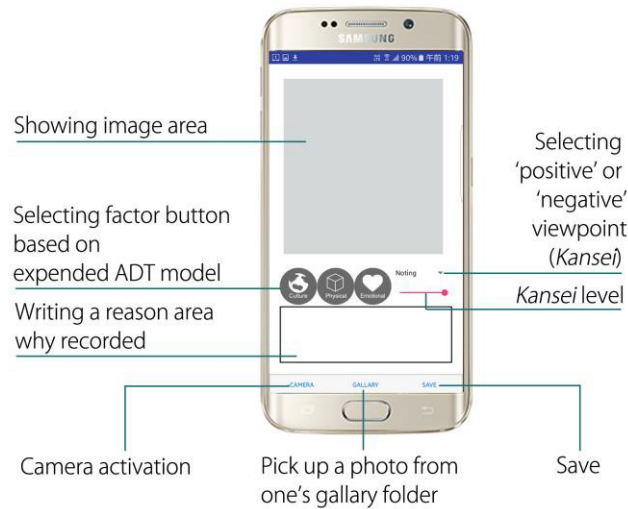 SAMSUNG
90% 午前 1:19
Showing image area
Selecting
'positive' or
'negative'
viewpoint
(Kansei)
Selecting factor button
based on
expended ADT model
Noting
Culture
Physical
Emotional
Kansei level
Writing a reason area
why recorded
CAMERA
GALLARY
SAVE
Camera activation
Pick up a photo from
one's gallary folder
Save